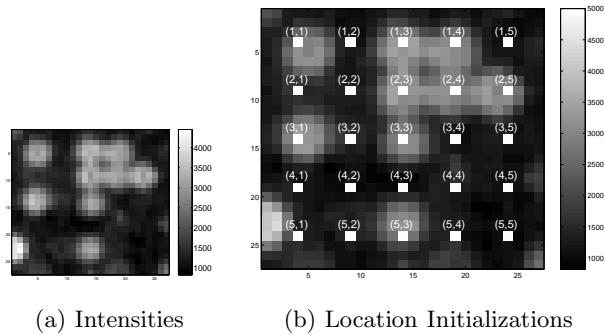 (1,1) (1,2) (1,3) (1,4) (1,5)
(2,1) (2,2) (2,3) (2,4) (2,5)
(3,1) (3,2) (3,3) (3,4) (3,5)
(4,1) (4,2) (4,3) (4,4) (4,5)
(5,1) (5,2) (5,3) (5,4) (5,5)
5
10
15
20
25
5 10 15 20 25
5000
4500
4000
3500
3000
2500
2000
1500
1000
5
10
15
20
25
5 10 15 20 25
4000
3500
3000
2500
2000
1500
1000
(a) Intensities
(b) Location Initializations